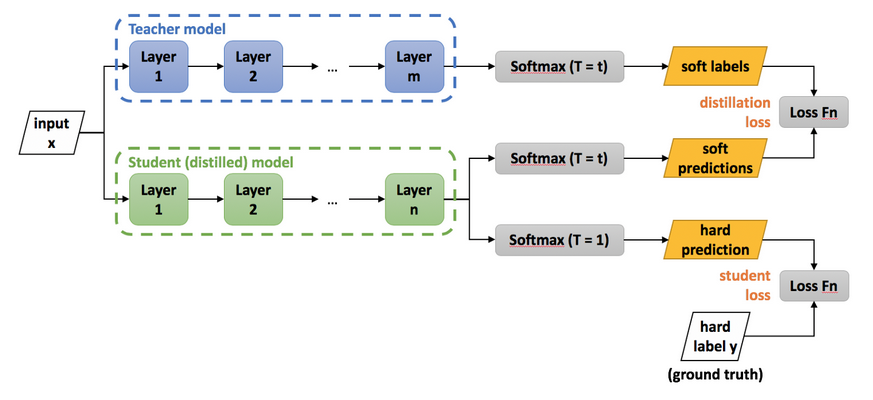 Teacher model
Layer
1
Layer
2
...
Layer
m
Softmax (T = t)
soft labels
input
x
distillation
loss
Loss Fn
Student (distilled) model
Layer
1
Layer
2
...
Layer
n
Softmax (T = t)
soft
predictions
Softmax (T = 1)
hard
prediction
student
loss
Loss Fn
hard
label y
(ground truth)